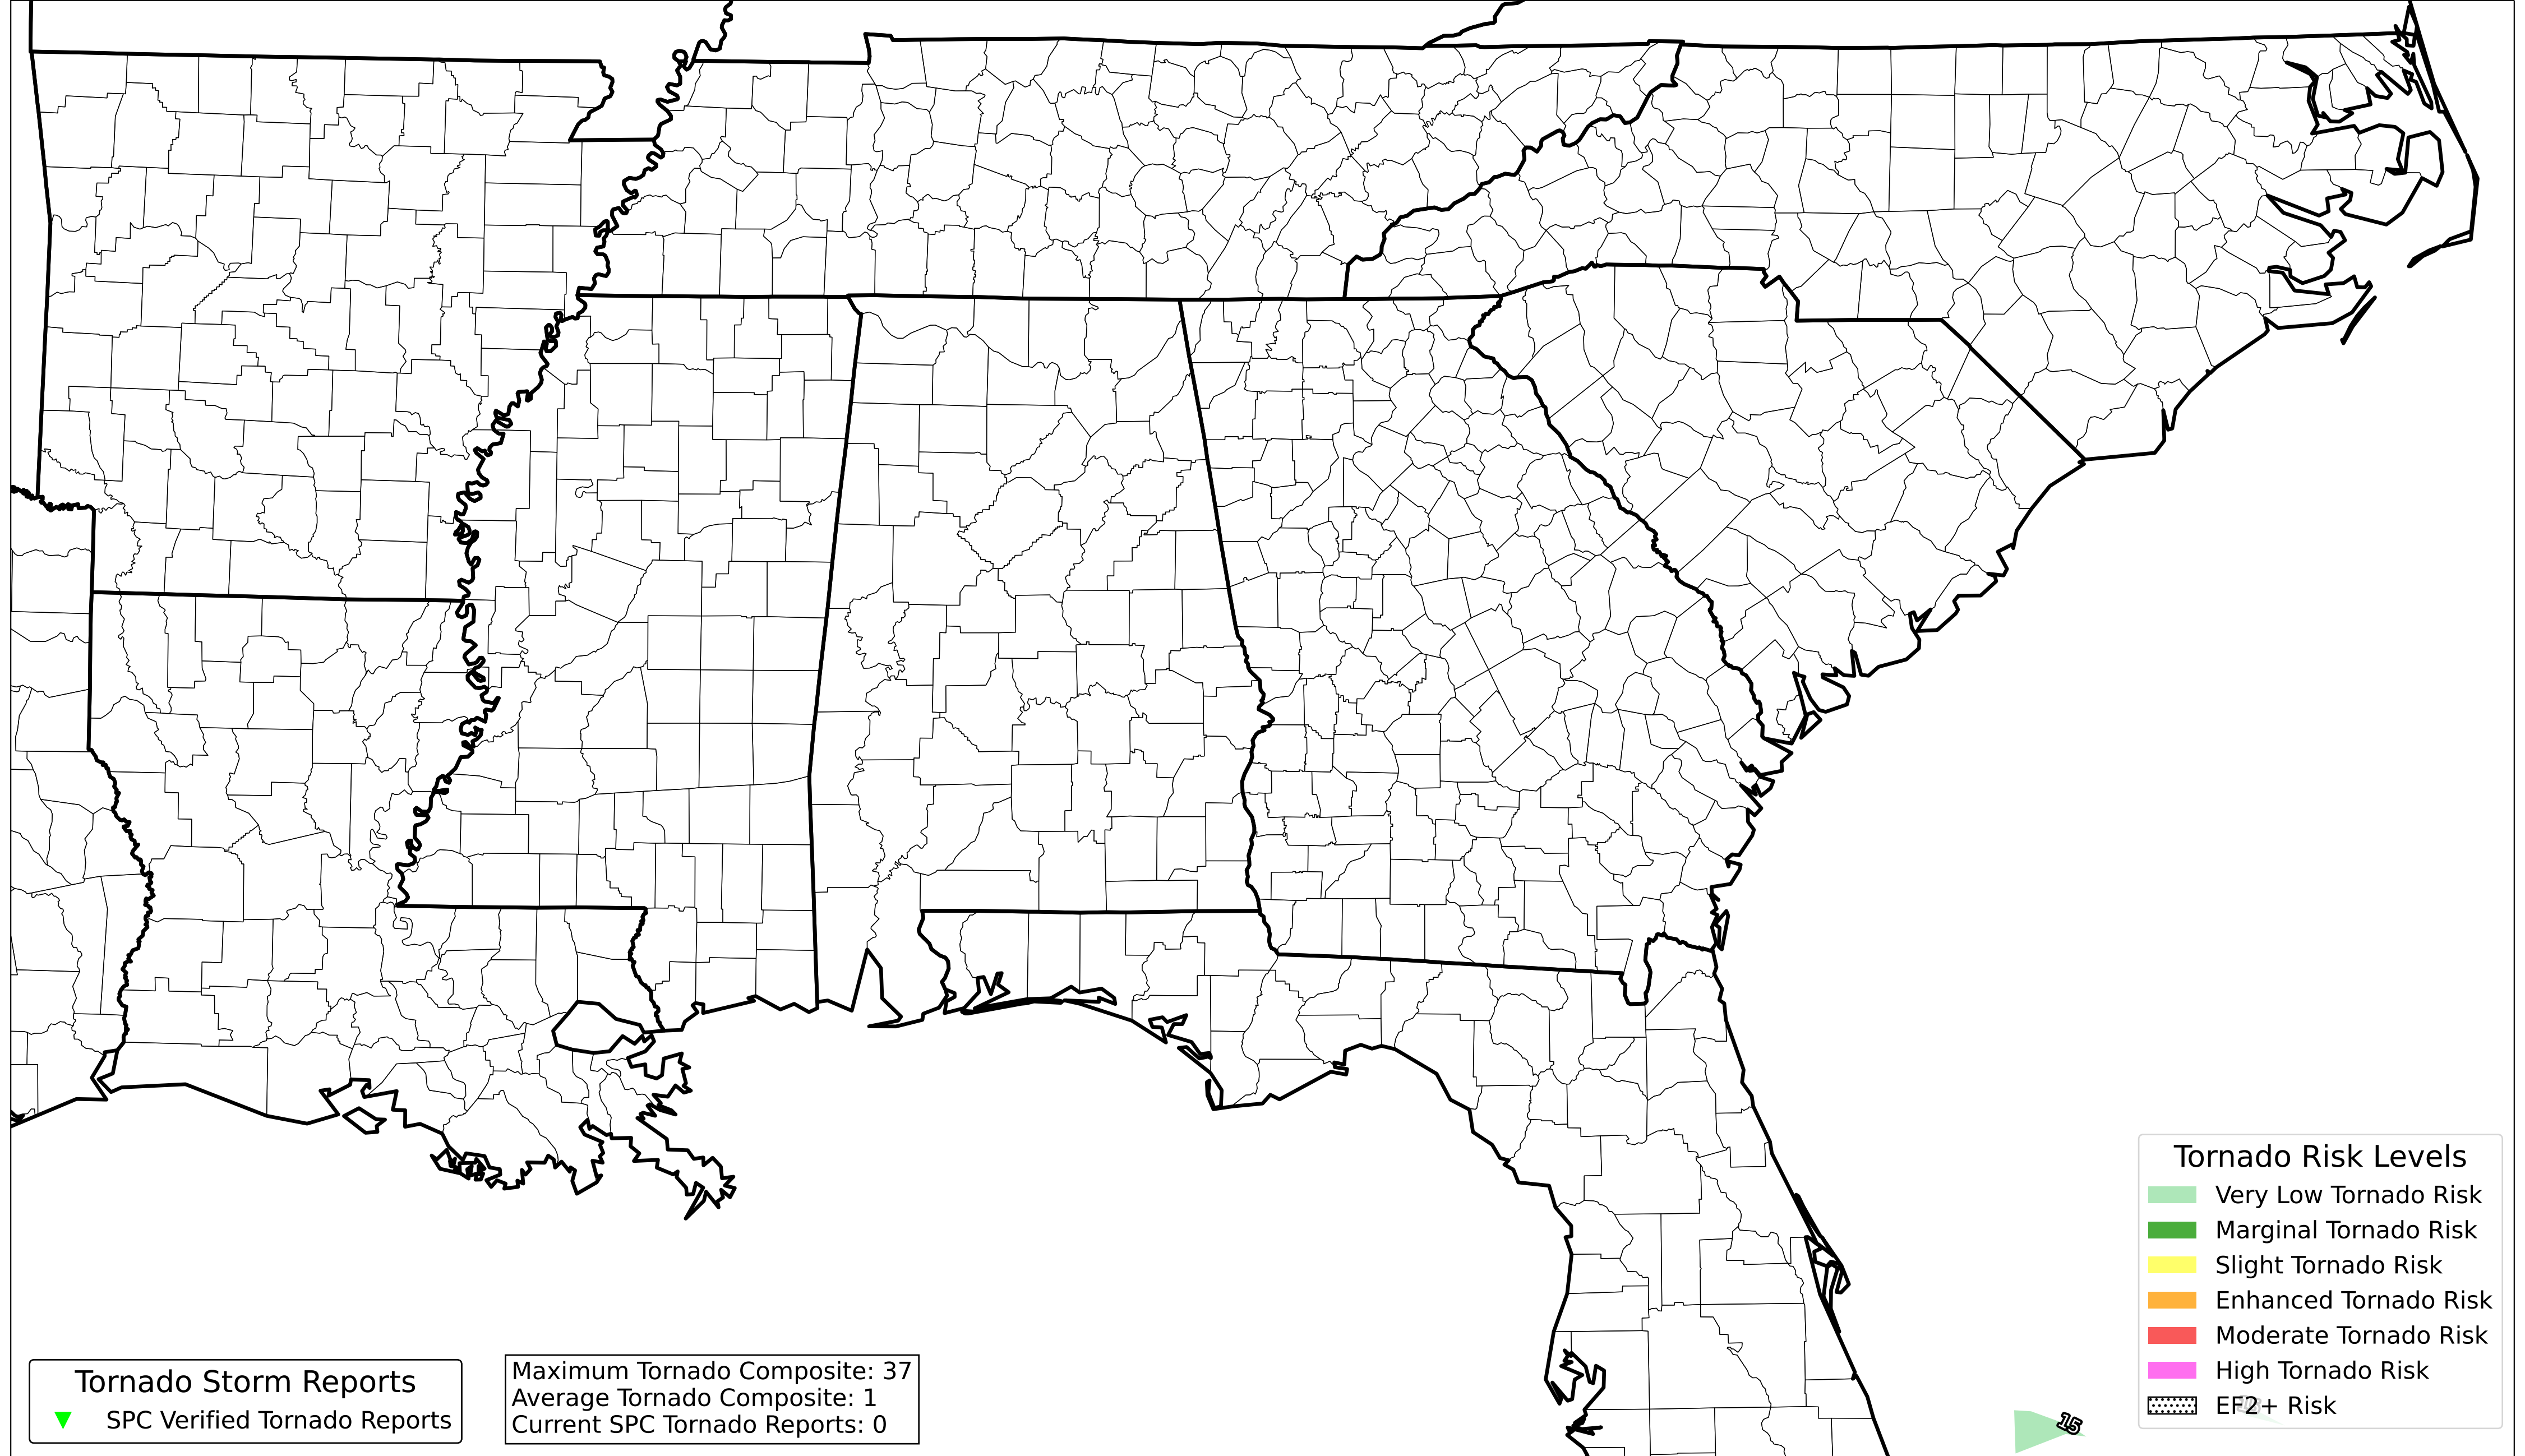 Tornado Risk Levels
Very Low Tornado Risk
Marginal Tornado Risk
Slight Tornado Risk
Enhanced Tornado Risk
Moderate Tornado Risk
High Tornado Risk
EF2+ Risk
Tornado Storm Reports
SPC Verified Tornado Reports
Maximum Tornado Composite: 37
Average Tornado Composite: 1
Current SPC Tornado Reports: 0
15